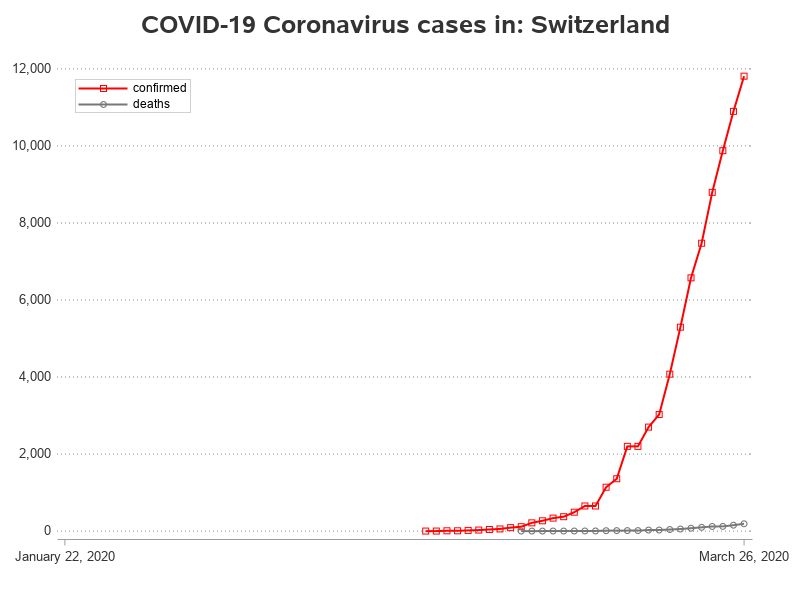 COVID-19 Coronavirus cases in: Switzerland
12,000
confirmed
deaths
10,000
8,000
6,000
4,000
2,000
0
January 22, 2020
March 26, 2020